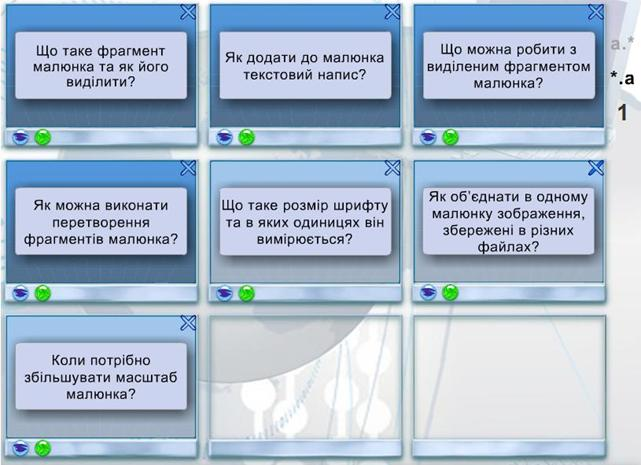 Що таке фрагмент
малюнка та як його
виділити?
Як додати до малюнка
текстовий напис?
Що можна робити з
виділеним фрагментом
малюнка?
а.*
*.а
1
Як можна виконати
перетворення
фрагментів малюнка?
Що таке розмір шрифту
та в яких одиницях він
вимірюється?
Як об’єднати в одному
малюнку зображення,
збережені в різних
файлах?
Коли потрібно
збільшувати масштаб
малюнка?